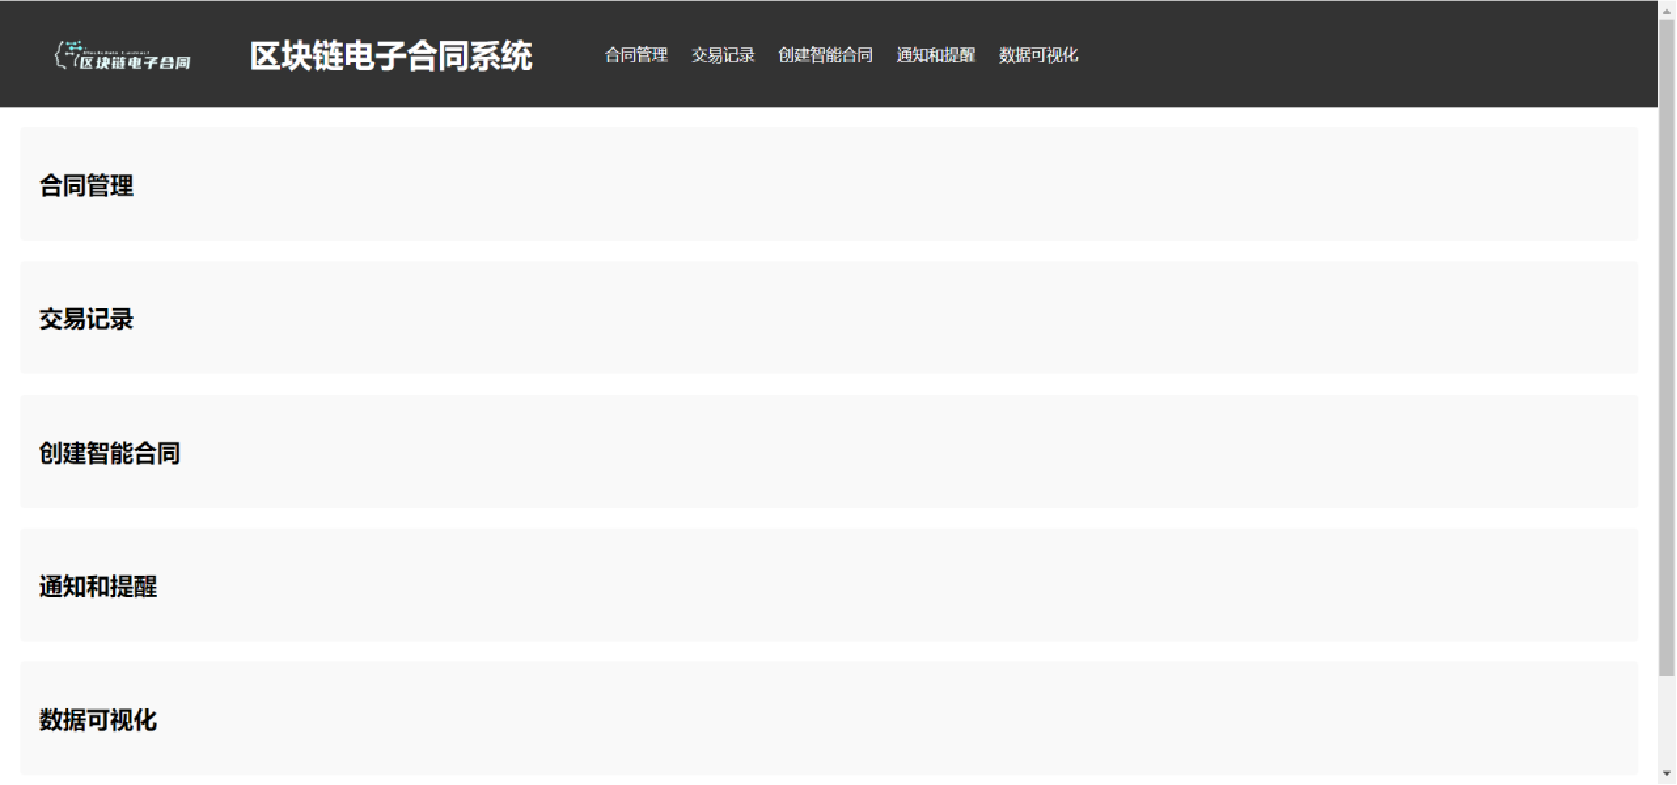 区块链电子合同
区块链电子合同系统
合同管理 交易记录 创建智能合同 通知和提醒 数据可视化
合同管理
交易记录
创建智能合同
通知和提醒
数据可视化